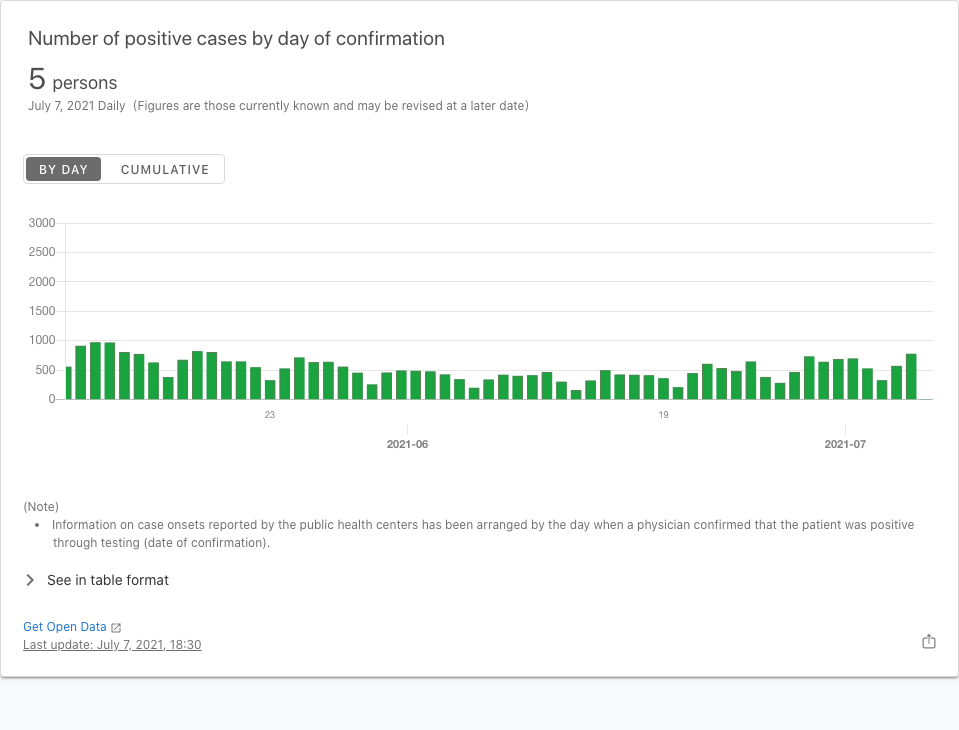 Number of positive cases by day of confirmation
5 persons
July 7, 2021 Daily (Figures are those currently known and may be revised at a later date)
BY DAY CUMULATIVE
3000
2500
2000
1500
1000
500
0
23 19
2021-06 2021-07
(Note)
• Information on case onsets reported by the public health centers has been arranged by the day when a physician confirmed that the patient was positive
through testing (date of confirmation).
See in table format
Get Open Data
Last update: July 7, 2021, 18:30